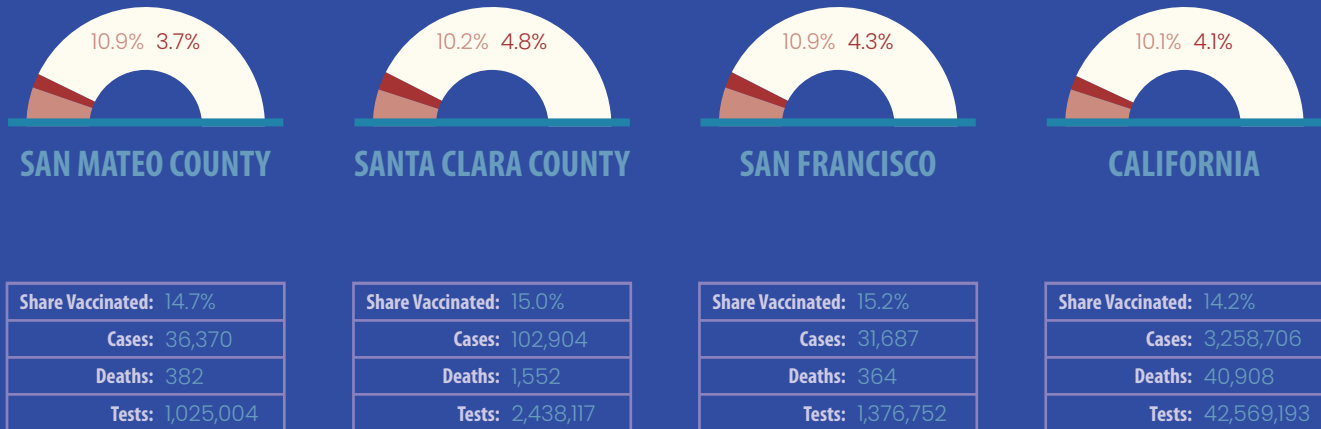 10.9% 3.7%
SAN MATEO COUNTY
Share Vaccinated: 14.7%
Cases: 36,370
Deaths: 382
Tests: 1,025,004
10.2% 4.8%
SANTA CLARA COUNTY
Share Vaccinated: 15.0%
Cases: 102,904
Deaths: 1,552
Tests: 2,438,117
10.9% 4.3%
SAN FRANCISCO
Share Vaccinated: 15.2%
Cases: 31,687
Deaths: 364
Tests: 1,376,752
10.1% 4.1%
CALIFORNIA
Share Vaccinated: 14.2%
Cases: 3,258,706
Deaths: 40,908
Tests: 42,569,193